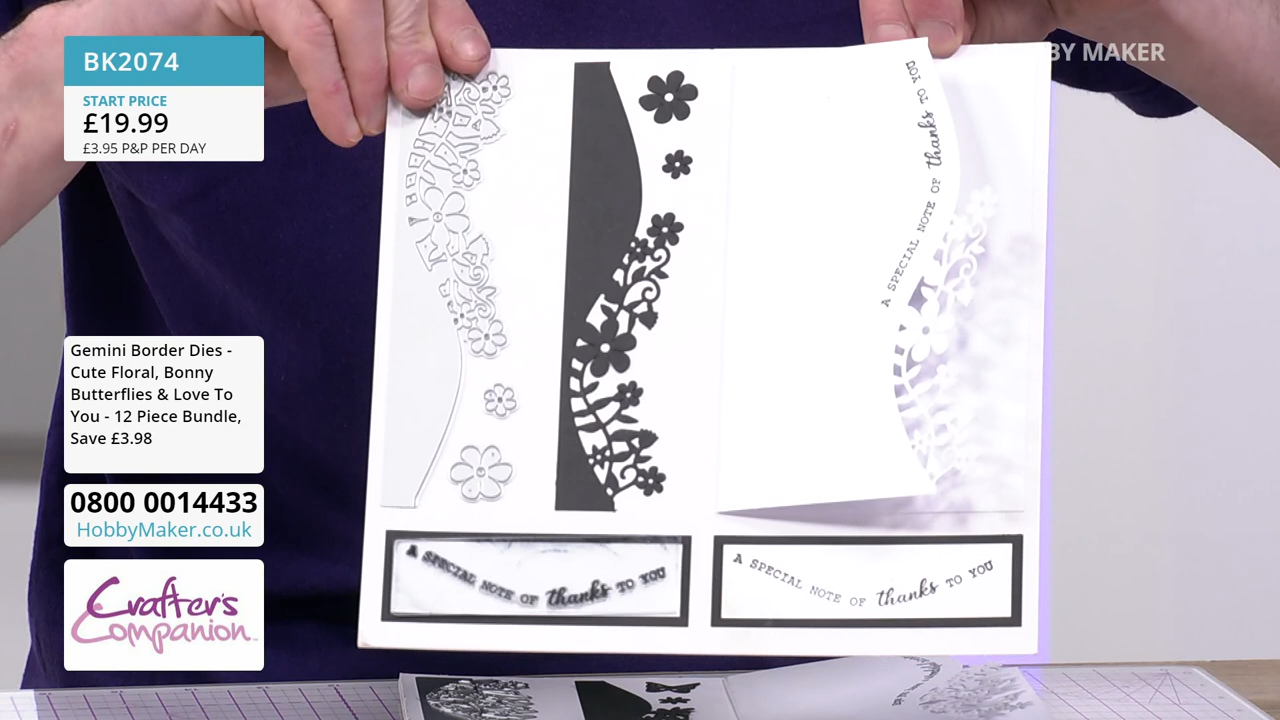 BK2074
START PRICE
£19.99
£3.95 P&P PER DAY
Gemini Border Dies -
Cute Floral, Bonny
Butterflies & Love To
You - 12 Piece Bundle,
Save £3.98
0800 0014433
HobbyMaker.co.uk
Crafter's
Companion
BY MAKER
A SPECIAL NOTE OF thanks TO YOU
A SPECIAL NOTE OF thanks TO YOU
A SPECIAL NOTE OF thanks TO YOU